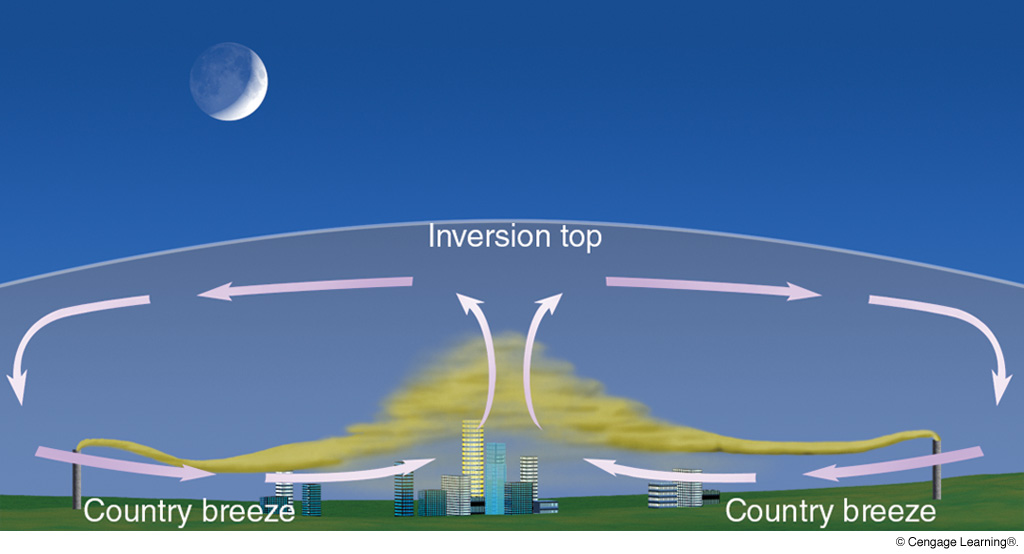 Inversion top
Country breeze
Country breeze
© Cengage Learning®.